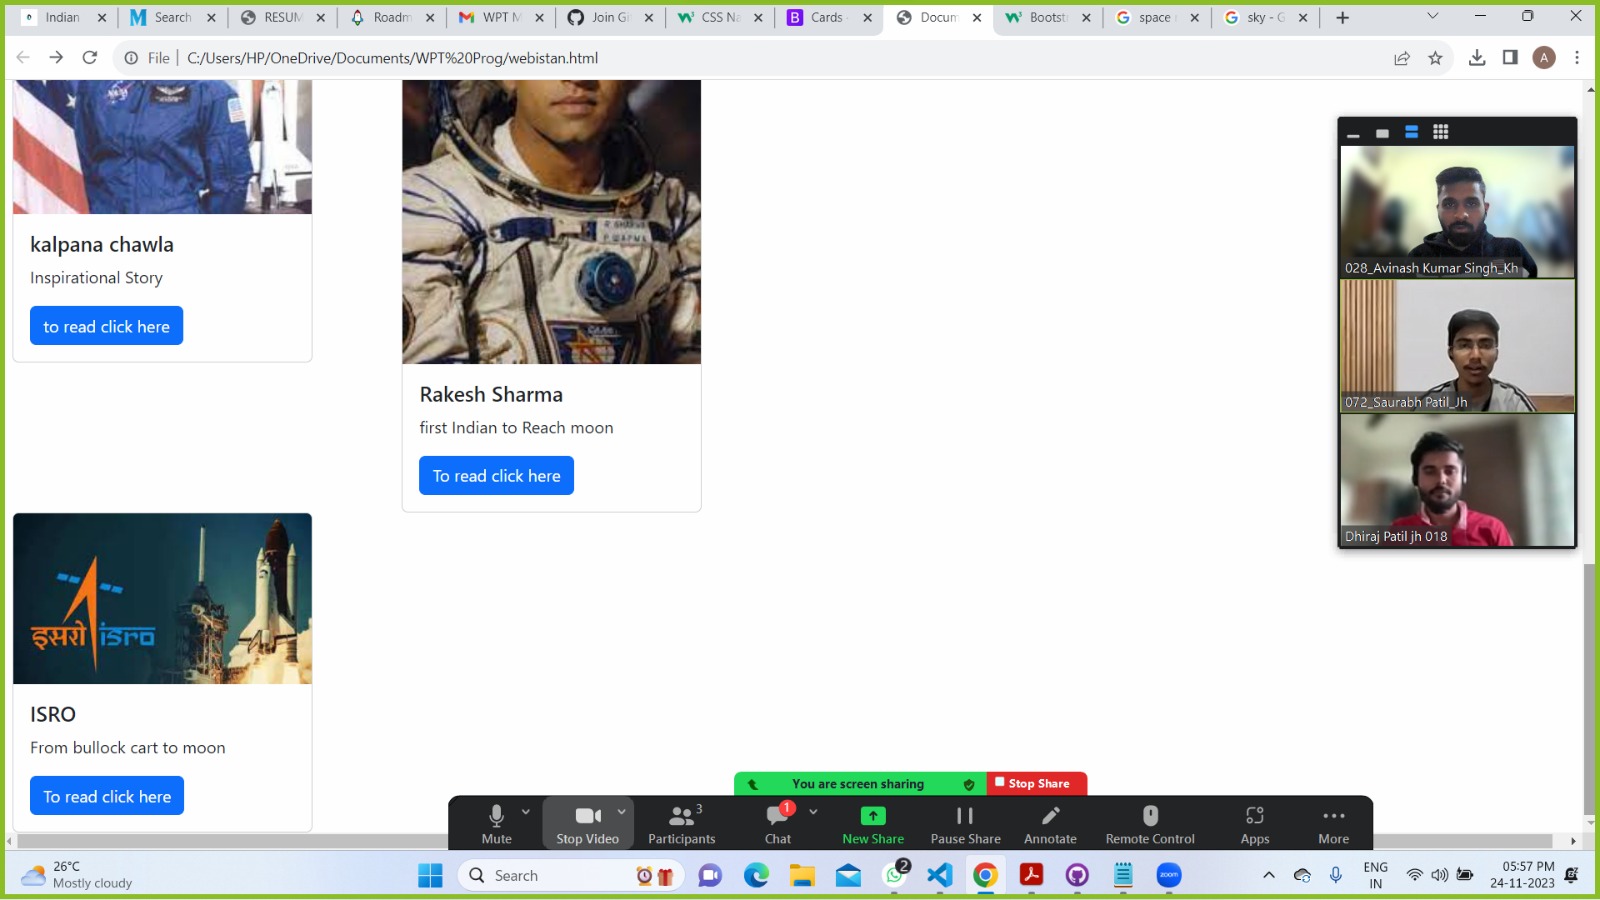 Indian
Search
RESUM
Roadm
WPT M
Join Gi
CSS Na
Cards
Docum
Bootst
space
sky - G
File
C:/Users/HP/OneDrive/Documents/WPT%20Prog/webistan.html
A
NASA
kalpana chawla
Inspirational Story
to read click here
R.SHARMA
Rakesh Sharma
first Indian to Reach moon
To read click here
इसरो isro
ISRO
From bullock cart to moon
To read click here
028_Avinash Kumar Singh_Kh
072_Saurabh Patil_Jh
Dhiraj Patil jh 018
You are screen sharing
Stop Share
Mute
Stop Video
Participants
3
Chat
1
New Share
Pause Share
Annotate
Remote Control
Apps
More
26°C
Mostly cloudy
Search
2
zoom
ENG
IN
05:57 PM
24-11-2023